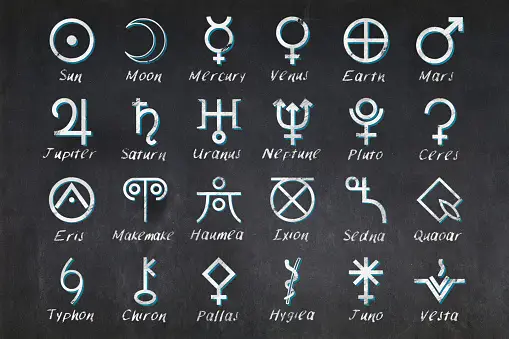 Sun Moon Mercury Venus Earth Mars
Jupiter Saturn Uranus Neptune Pluto Ceres
Eris Makemake Haumea Ixion Sedna Quaoar
Typhon Chiron Pallas Hygiea Juno Vesta